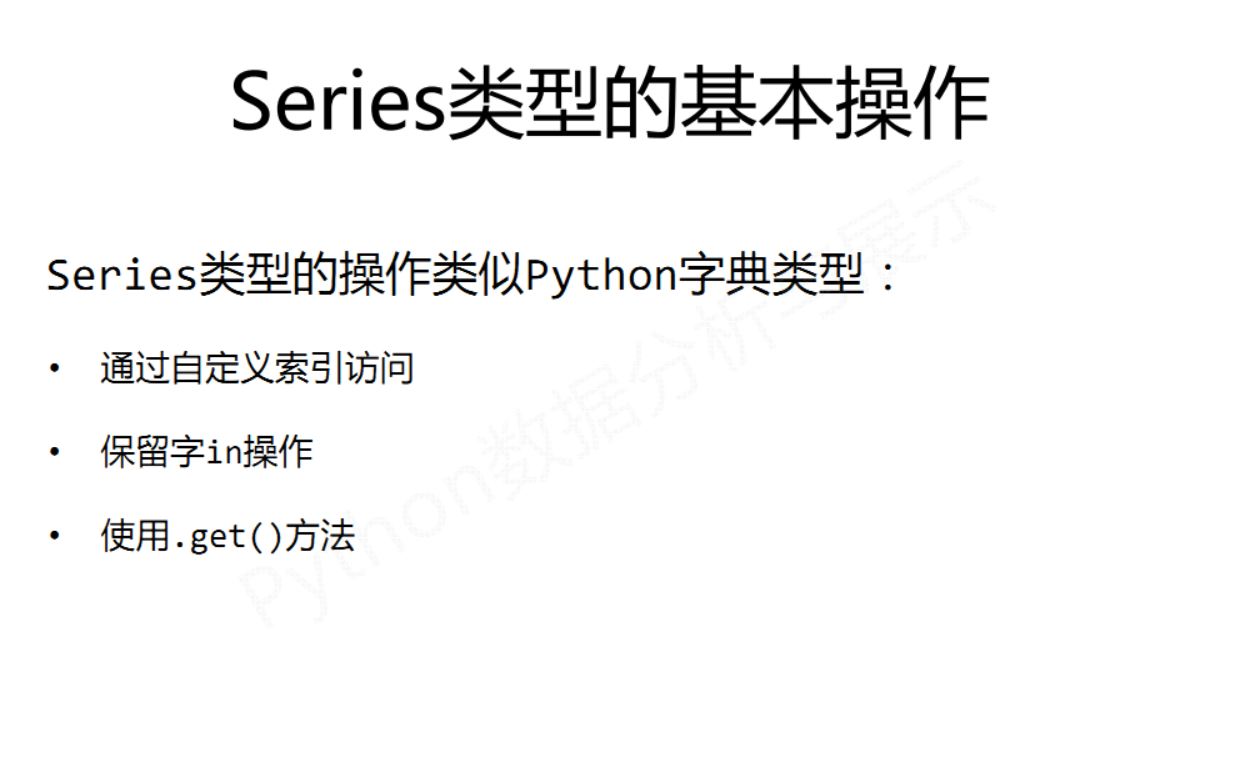 Series类型的基本操作
Series类型的操作类似Python字典类型：
• 通过自定义索引访问
• 保留字in操作
• 使用.get()方法
Python数据分析与展示